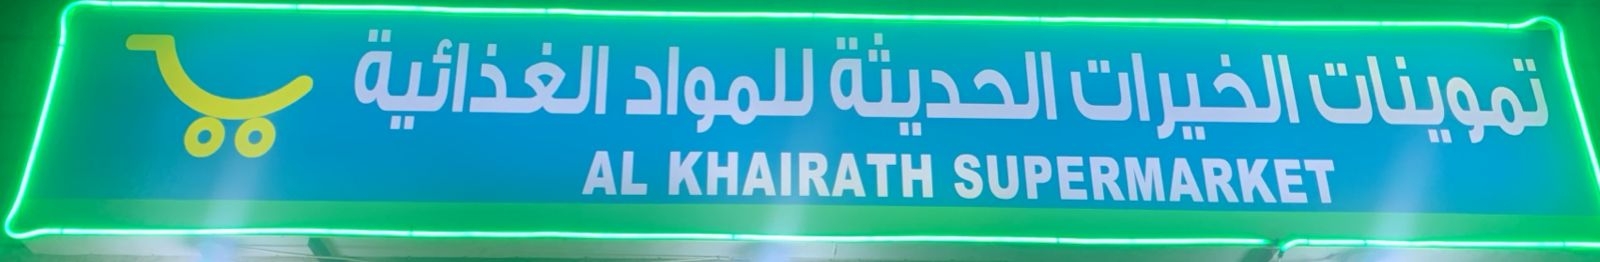 تموينات الخيرات الحديثة للمواد الغذائية
AL KHAIRATH SUPERMARKET